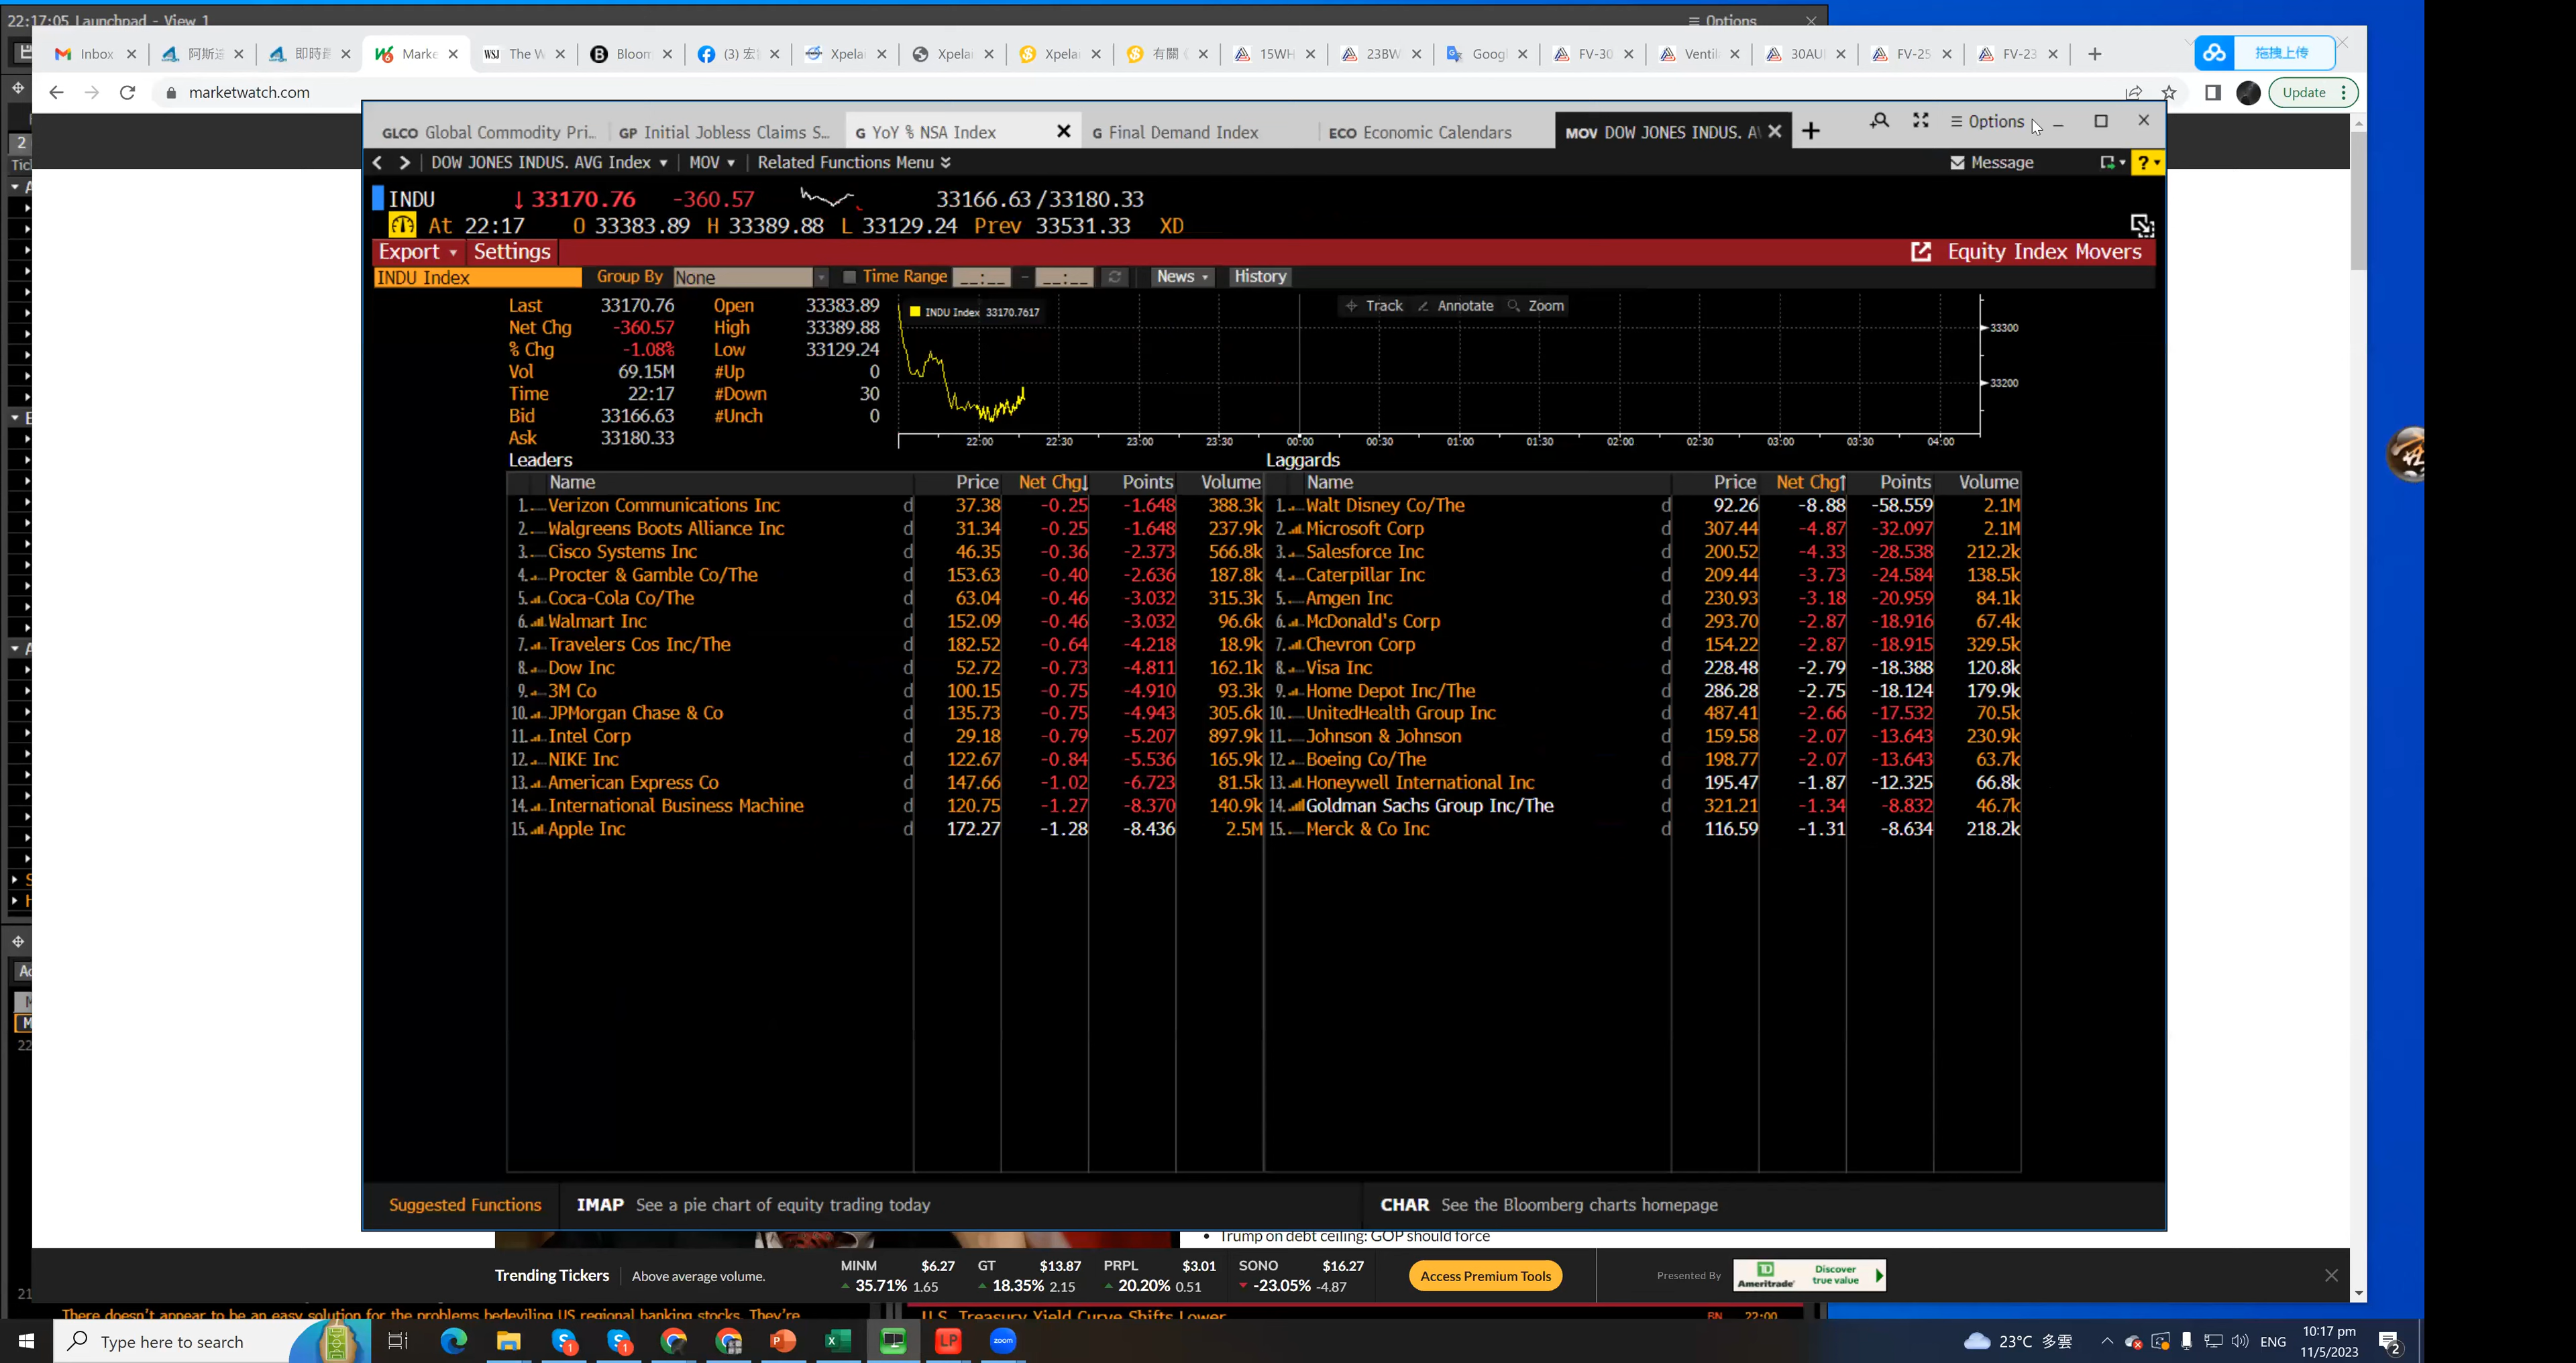 22:17:05 Launchpad - View 1 Options
Inbox 阿斯达 即時最 Marke The W Bloom (3) 宏 Xpelar Xpelar Xpelar 有關《 15WH 23BW Googl FV-30 Ventil 30AU FV-25 FV-23
拖拽上传
marketwatch.com Update
GLCO Global Commodity Pri.. GP Initial Jobless Claims S... G YoY % NSA Index G Final Demand Index ECO Economic Calendars MOV DOW JONES INDUS. A Options
DOW JONES INDUS. AVG Index MOV Related Functions Menu Message ?
INDU ↓ 33170.76 -360.57 33166.63 /33180.33
At 22:17 O 33383.89 H 33389.88 L 33129.24 Prev 33531.33 XD
Export Settings Equity Index Movers
INDU Index Group By None Time Range __:__ - __:__ News History
Last 33170.76 Open 33383.89
Net Chg -360.57 High 33389.88
% Chg -1.08% Low 33129.24
Vol 69.15M #Up 0
Time 22:17 #Down 30
Bid 33166.63 #Unch 0
Ask 33180.33
INDU Index 33170.7617
Track Annotate Zoom
33300
33200
22:00 22:30 23:00 23:30 00:00 00:30 01:00 01:30 02:00 02:30 03:00 03:30 04:00
Leaders
Name Price Net Chg↓ Points Volume
1. Verizon Communications Inc d 37.38 -0.25 -1.648 388.3k
2. Walgreens Boots Alliance Inc d 31.34 -0.25 -1.648 237.9k
3. Cisco Systems Inc d 46.35 -0.36 -2.373 566.8k
4. Procter & Gamble Co/The d 153.63 -0.40 -2.636 187.8k
5. Coca-Cola Co/The d 63.04 -0.46 -3.032 315.3k
6. Walmart Inc d 152.09 -0.46 -3.032 96.6k
7. Travelers Cos Inc/The d 182.52 -0.64 -4.218 18.9k
8. Dow Inc d 52.72 -0.73 -4.811 162.1k
9. 3M Co d 100.15 -0.75 -4.910 93.3k
10. JPMorgan Chase & Co d 135.73 -0.75 -4.943 305.6k
11. Intel Corp d 29.18 -0.79 -5.207 897.9k
12. NIKE Inc d 122.67 -0.84 -5.536 165.9k
13. American Express Co d 147.66 -1.02 -6.723 81.5k
14. International Business Machine d 120.75 -1.27 -8.370 140.9k
15. Apple Inc d 172.27 -1.28 -8.436 2.5M
Laggards
Name Price Net Chg↑ Points Volume
1. Walt Disney Co/The d 92.26 -8.88 -58.559 2.1M
2. Microsoft Corp d 307.44 -4.87 -32.097 2.1M
3. Salesforce Inc d 200.52 -4.33 -28.538 212.2k
4. Caterpillar Inc d 209.44 -3.73 -24.584 138.5k
5. Amgen Inc d 230.93 -3.18 -20.959 84.1k
6. McDonald's Corp d 293.70 -2.87 -18.916 67.4k
7. Chevron Corp d 154.22 -2.87 -18.915 329.5k
8. Visa Inc d 228.48 -2.79 -18.388 120.8k
9. Home Depot Inc/The d 286.28 -2.75 -18.124 179.9k
10. UnitedHealth Group Inc d 487.41 -2.66 -17.532 70.5k
11. Johnson & Johnson d 159.58 -2.07 -13.643 230.9k
12. Boeing Co/The d 198.77 -2.07 -13.643 63.7k
13. Honeywell International Inc d 195.47 -1.87 -12.325 66.8k
14. Goldman Sachs Group Inc/The d 321.21 -1.34 -8.832 46.7k
15. Merck & Co Inc d 116.59 -1.31 -8.634 218.2k
Suggested Functions IMAP See a pie chart of equity trading today CHAR See the Bloomberg charts homepage
• Trump on debt ceiling: GOP should force
Trending Tickers Above average volume.
MINM $6.27 GT $13.87 PRPL $3.01 SONO $16.27
35.71% 1.65 18.35% 2.15 20.20% 0.51 -23.05% -4.87
Access Premium Tools Presented By TD Ameritrade Discover true value
There doesn't appear to be an easy solution for the problems bedeviling US regional banking stocks. They're
U.S. Treasury Yield Curve Shifts Lower BN 22:00
Type here to search LP zoom 23°C 多雲 ENG 10:17 pm
11/5/2023 2